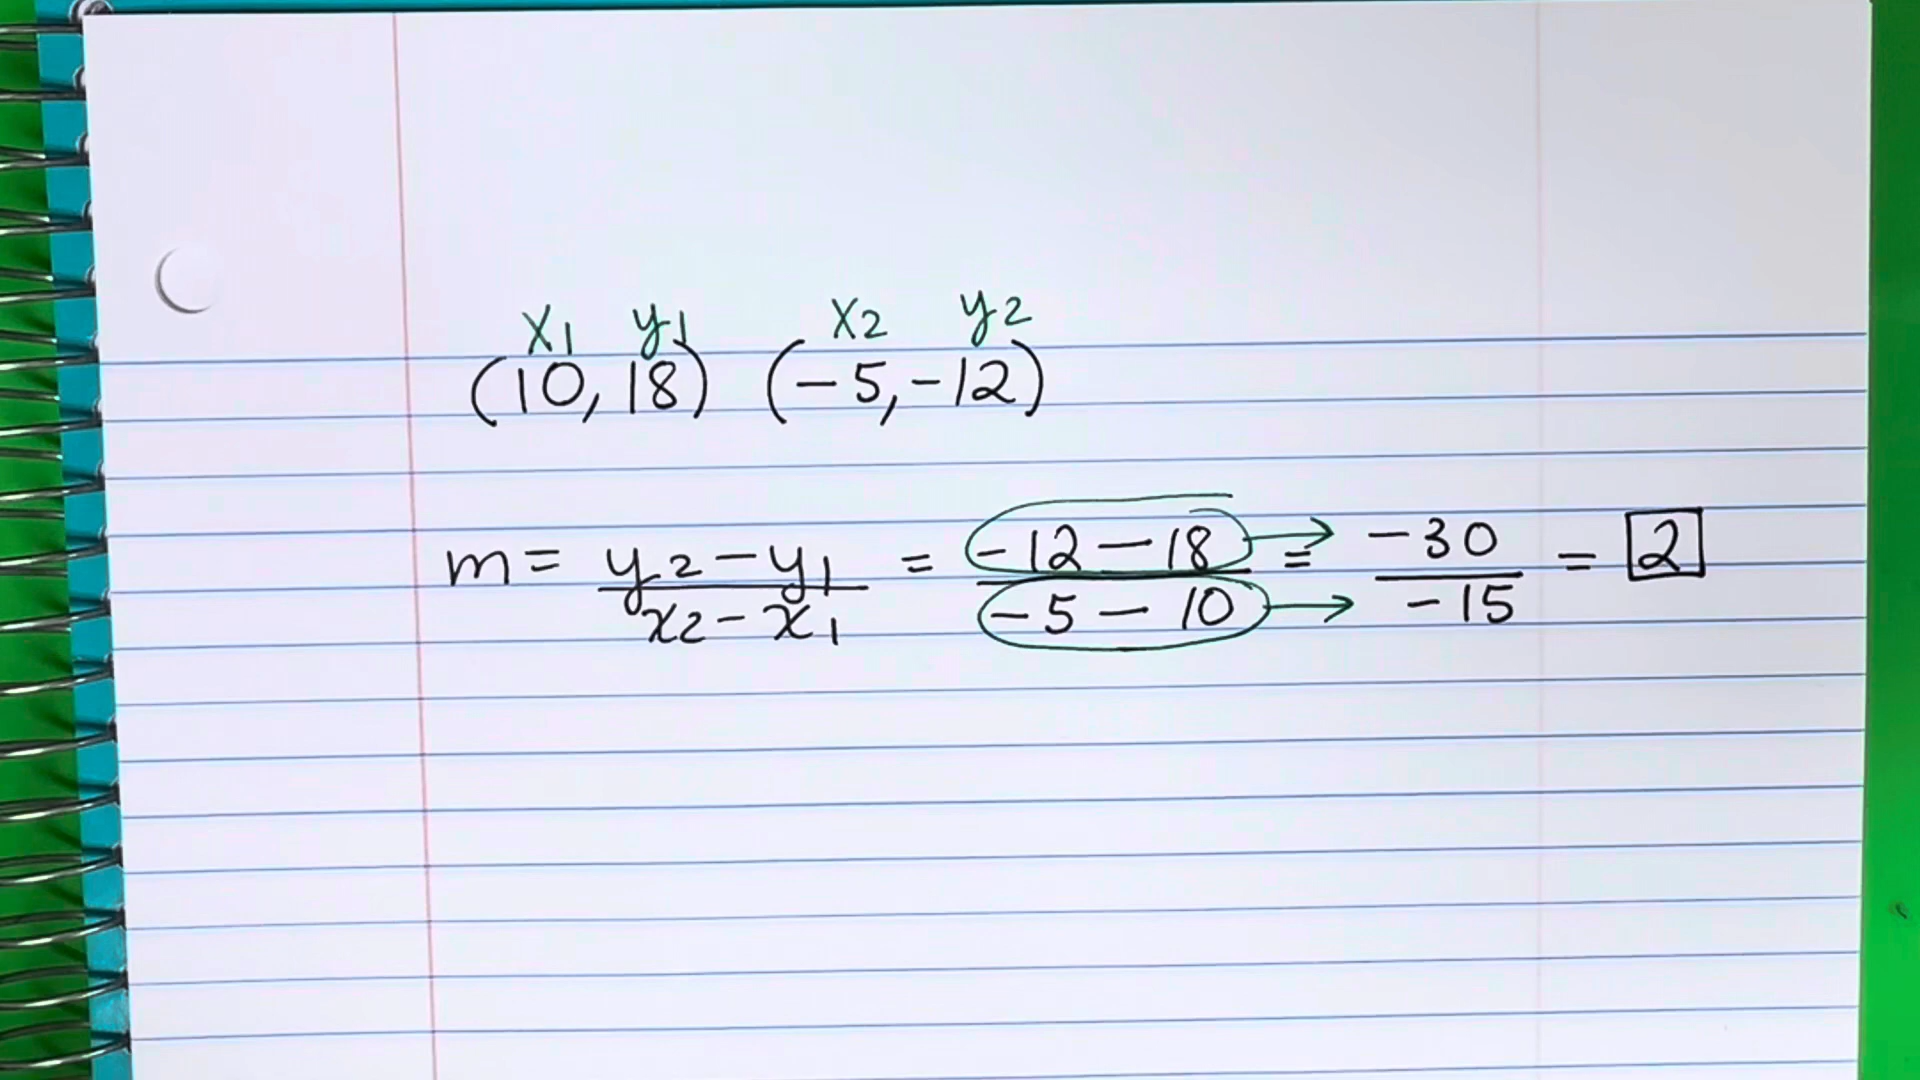 x1 y1 x2 y2
(10, 18) (-5, -12)
m = y2 - y1 / x2 - x1 = -12 - 18 / -5 - 10 = -30 / -15 = 2